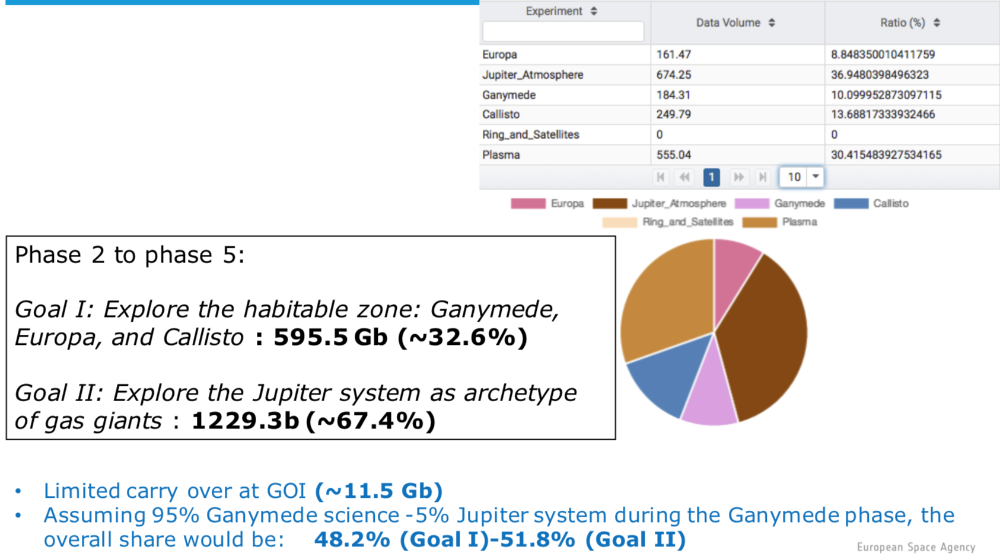 Experiment
Data Volume
Ratio (%)
Europa 161.47 8.848350010411759
Jupiter_Atmosphere 674.25 36.9480398496323
Ganymede 184.31 10.099952873097115
Callisto 249.79 13.68817333932466
Ring_and_Satellites 0 0
Plasma 555.04 30.415483927534165
1 10
Europa Jupiter_Atmosphere Ganymede Callisto
Ring_and_Satellites Plasma
Phase 2 to phase 5:
Goal I: Explore the habitable zone: Ganymede,
Europa, and Callisto : 595.5 Gb (~32.6%)
Goal II: Explore the Jupiter system as archetype
of gas giants : 1229.3b (~67.4%)
• Limited carry over at GOI (~11.5 Gb)
• Assuming 95% Ganymede science -5% Jupiter system during the Ganymede phase, the
overall share would be: 48.2% (Goal I)-51.8% (Goal II)
European Space Agency